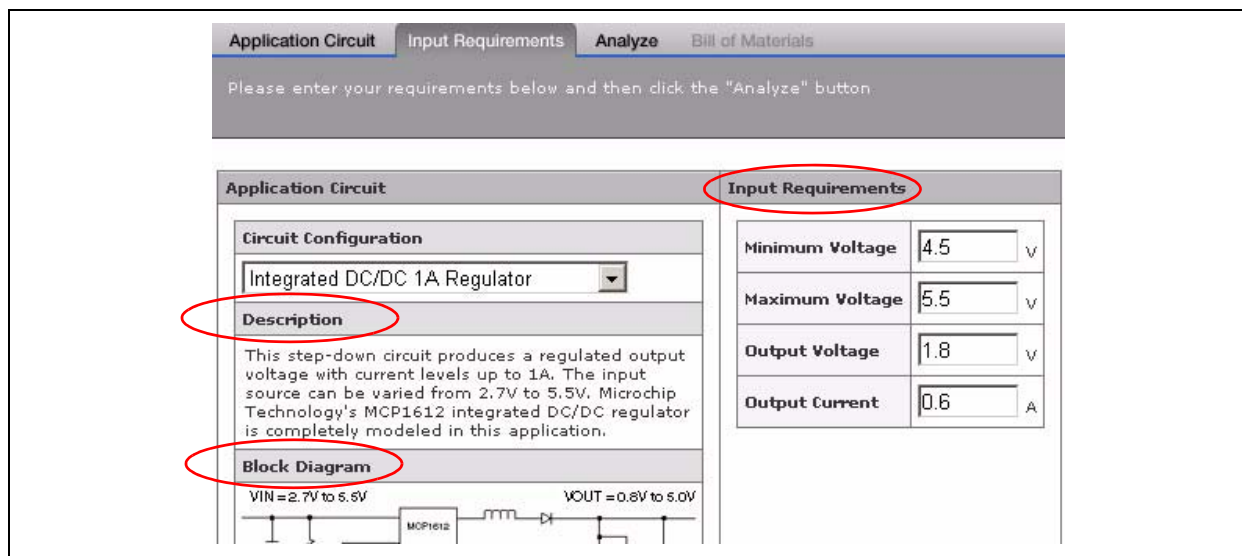 Application Circuit Input Requirements Analyze Bill of Materials
Please enter your requirements below and then click the "Analyze" button
Application Circuit
Circuit Configuration
Integrated DC/DC 1A Regulator
Description
This step-down circuit produces a regulated output
voltage with current levels up to 1A. The input
source can be varied from 2.7V to 5.5V. Microchip
Technology's MCP1612 integrated DC/DC regulator
is completely modeled in this application.
Block Diagram
VIN=2.7V to 5.5V VOUT=0.8V to 5.0V
MCP1612
Input Requirements
Minimum Voltage 4.5 V
Maximum Voltage 5.5 V
Output Voltage 1.8 V
Output Current 0.6 A